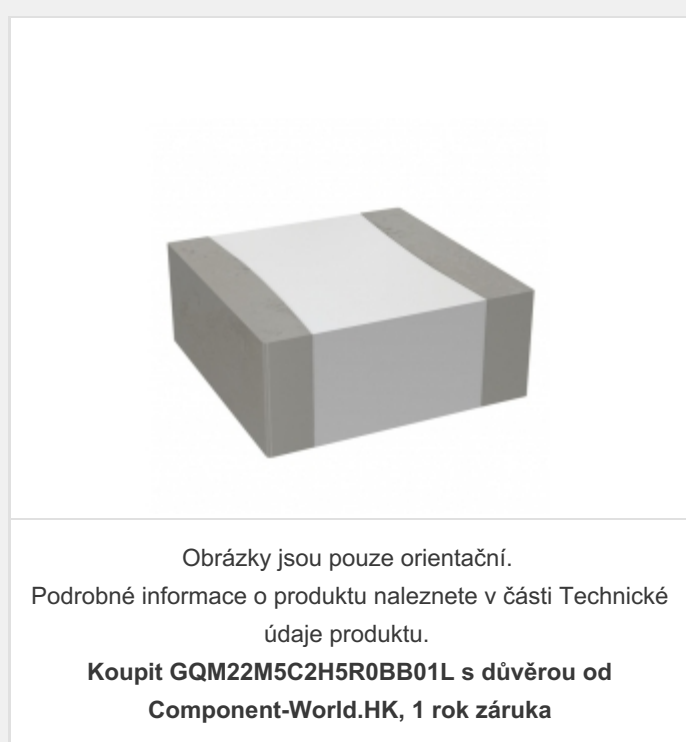 Obrázky jsou pouze orientační.
Podrobné informace o produktu naleznete v části Technické
údaje produktu.
Koupit GQM22M5C2H5R0BB01L s důvěrou od
Component-World.HK, 1 rok záruka